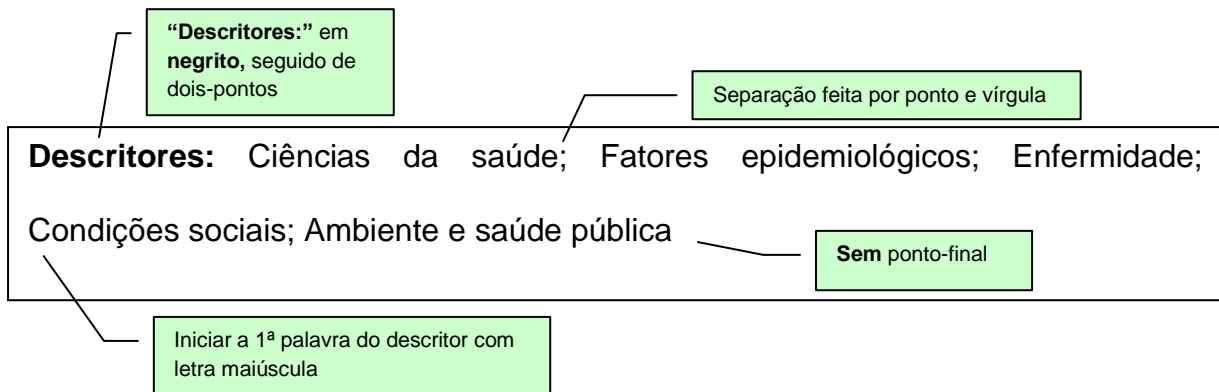 “Descritores:” em
negrito, seguido de
dois-pontos
Separação feita por ponto e vírgula
Descritores: Ciências da saúde; Fatores epidemiológicos; Enfermidade;
Condições sociais; Ambiente e saúde pública
Sem ponto-final
Iniciar a 1ª palavra do descritor com
letra maiúscula